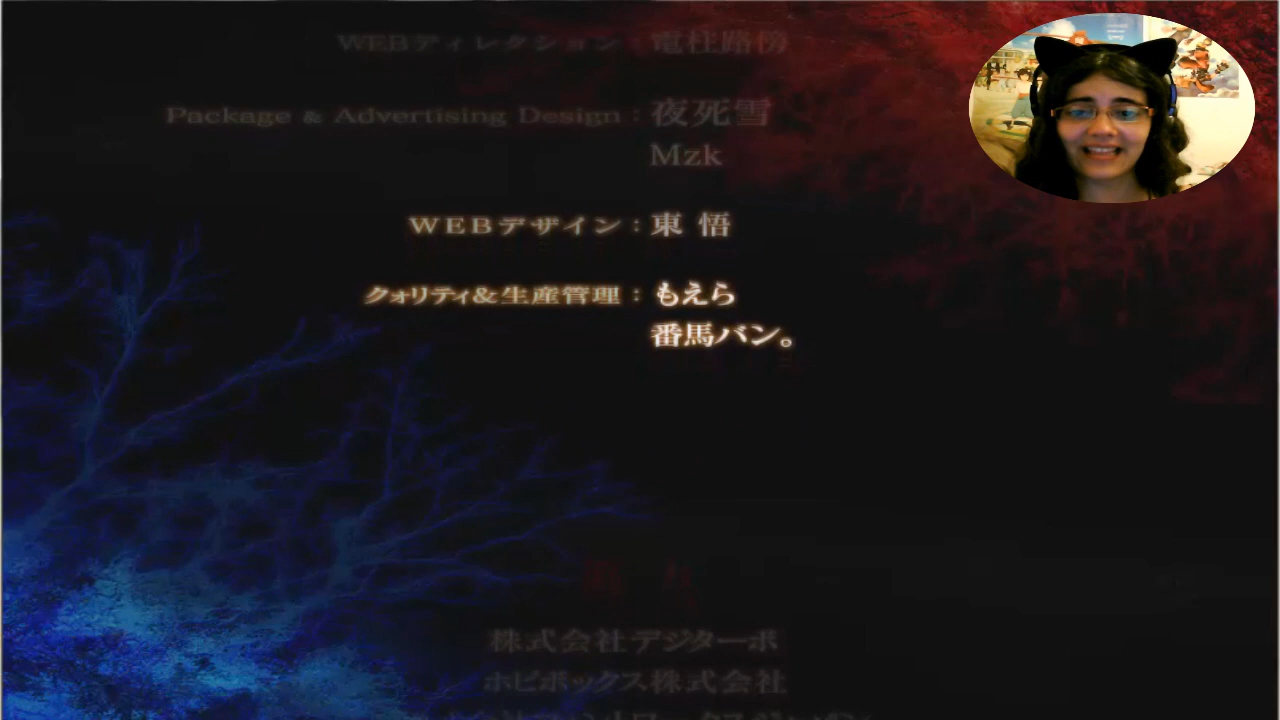 WEBディレクション : 電柱路傍
Package & Advertising Design : 夜死雪
Mzk
WEBデザイン : 東 悟
クォリティ&生産管理 : もえら
番馬バン。
株式会社デジターボ
ホビボックス株式会社